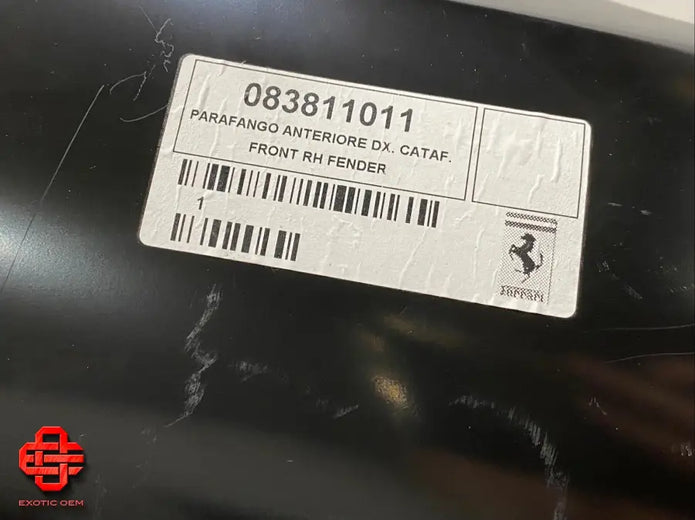 083811011
PARAFANGO ANTERIORE DX. CATAF.
FRONT RH FENDER
1
Ferrari
EXOTIC OEM